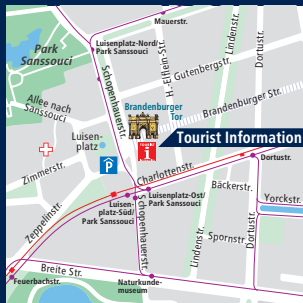 Mauerstr.
Park
Sanssouci
Luisenplatz-Nord/
Park Sanssouci
Schopenhauerstr.
H.-Elflein-Str.
Lindenstr.
Dortustr.
Gutenbergstr.
Allee nach
Sanssouci
Brandenburger
Tor
Brandenburger Str.
Luisen-
platz
P
tourist
i
Tourist Information
Zimmerstr.
Charlottenstr.
Dortustr.
Zeppelinstr.
Luisenplatz-Ost/
Park Sanssouci
Bäckerstr.
Luisen-
platz-Süd/
Park Sanssouci
Schopenhauerstr.
Yorckstr.
Lindenstr.
Spornstr.
Dortustr.
Breite Str.
Feuerbachstr.
Naturkunde-
museum